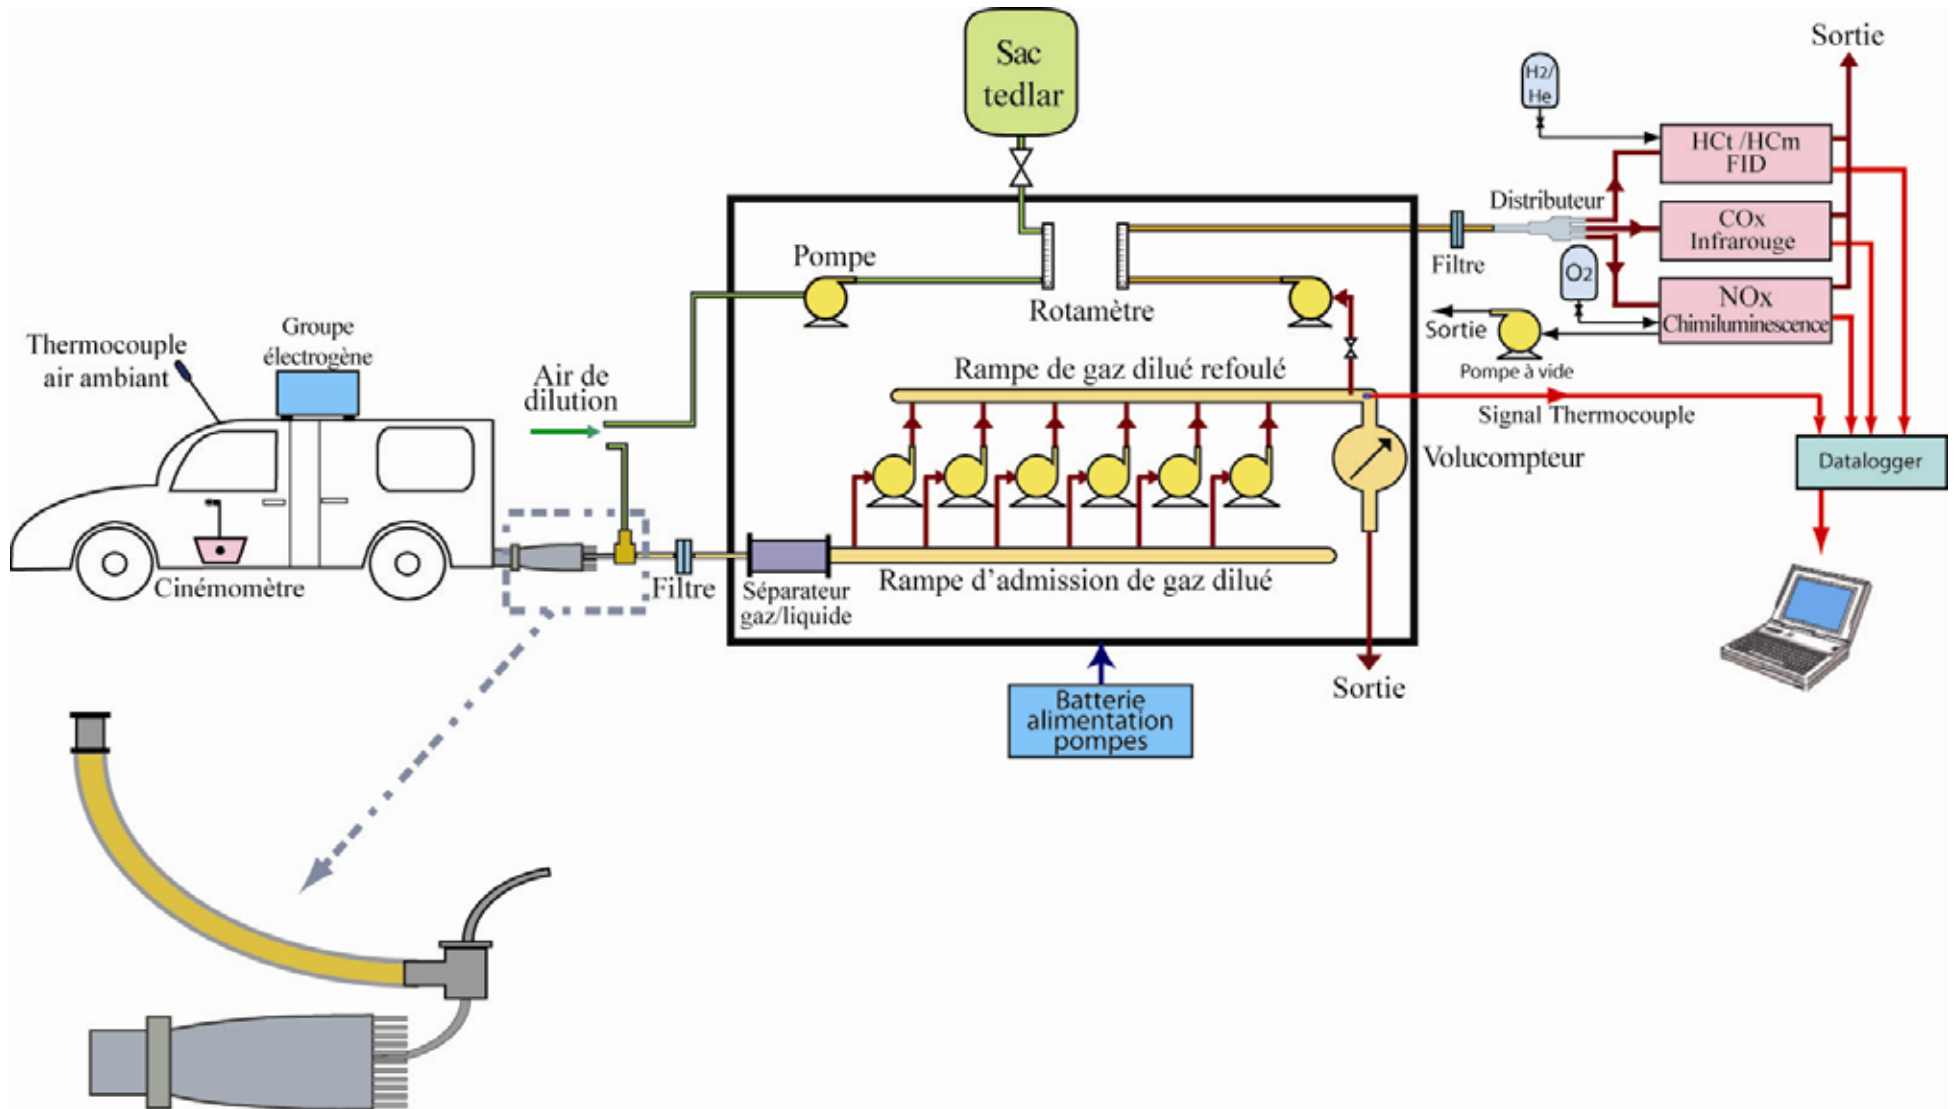 Sac
tedlar
Sortie
H2/
He
HCt /HCm
FID
Distributeur
COx
Infrarouge
Filtre
O2
NOx
Chimiluminescence
Sortie
Pompe à vide
Pompe
Rotamètre
Thermocouple
air ambiant
Groupe
électrogène
Air de
dilution
Rampe de gaz dilué refoulé
Signal Thermocouple
Volucompteur
Datalogger
Cinémomètre
Filtre
Séparateur
gaz/liquide
Rampe d’admission de gaz dilué
Sortie
Batterie
alimentation
pompes